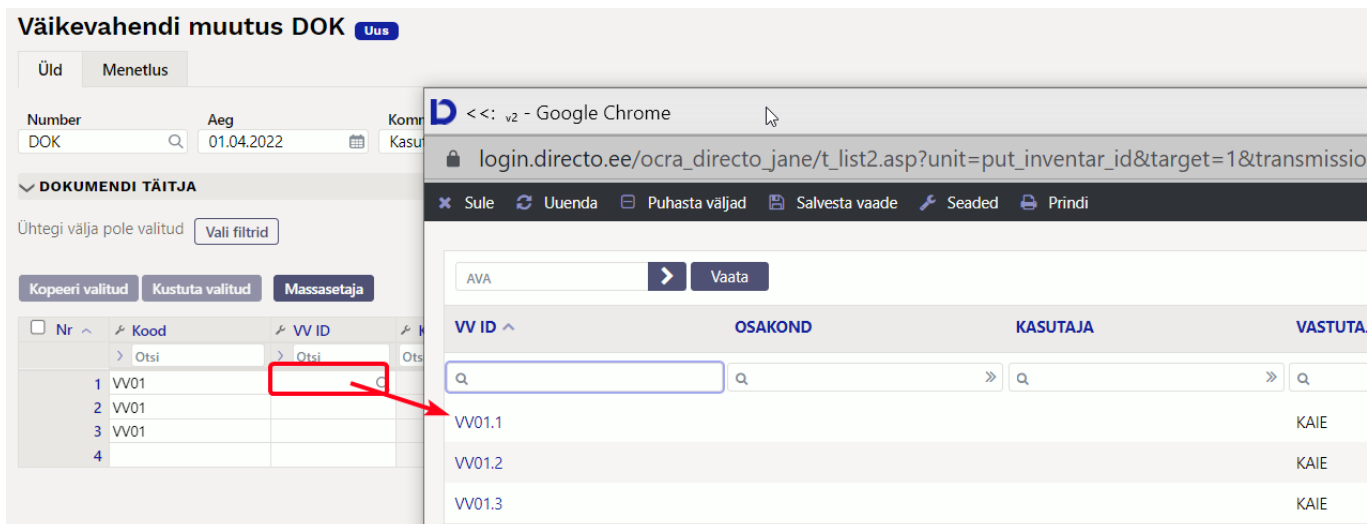 Väikevahendi muutus DOK Uus
Üld Menetlus
Number Aeg
DOK 01.04.2022
DOKUMENDI TÄITJA
Ühtegi välja pole valitud Vali filtrid
Kopeeri valitud Kustuta valitud Massasetaja
Nr Kood VV ID K
Otsi Otsi Ots
1 VV01
2 VV01
3 VV01
4
<<: v2 - Google Chrome
login.directo.ee/ocra_directo_jane/t_list2.asp?unit=put_inventar_id&target=1&transmissio
Sule Uuenda Puhasta väljad Salvesta vaade Seaded Prindi
AVA Vaata
VV ID OSAKOND KASUTAJA VASTUTA
VV01.1 KAIE
VV01.2 KAIE
VV01.3 KAIE